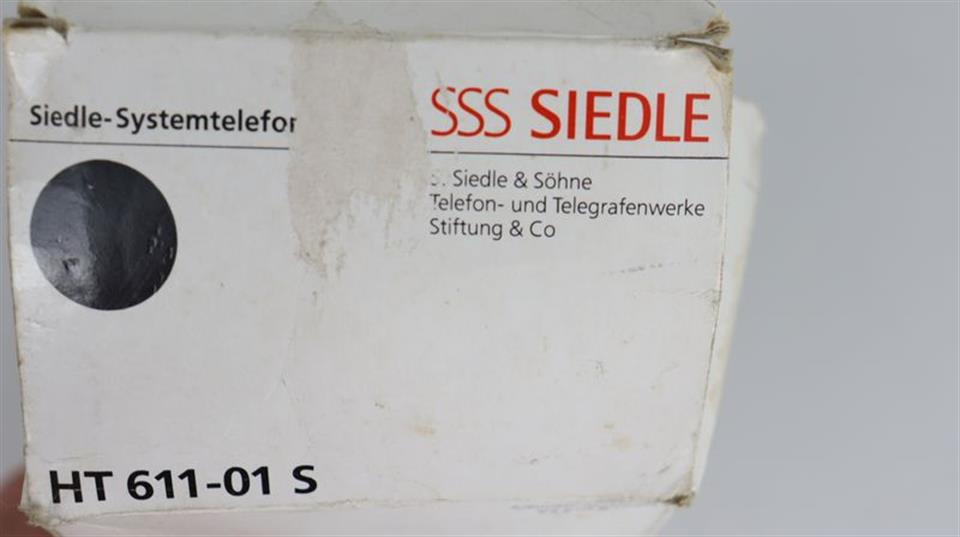 Siedle-Systemtelefon
SSS SIEDLE
S. Siedle & Söhne
Telefon- und Telegrafenwerke
Stiftung & Co
HT 611-01 S